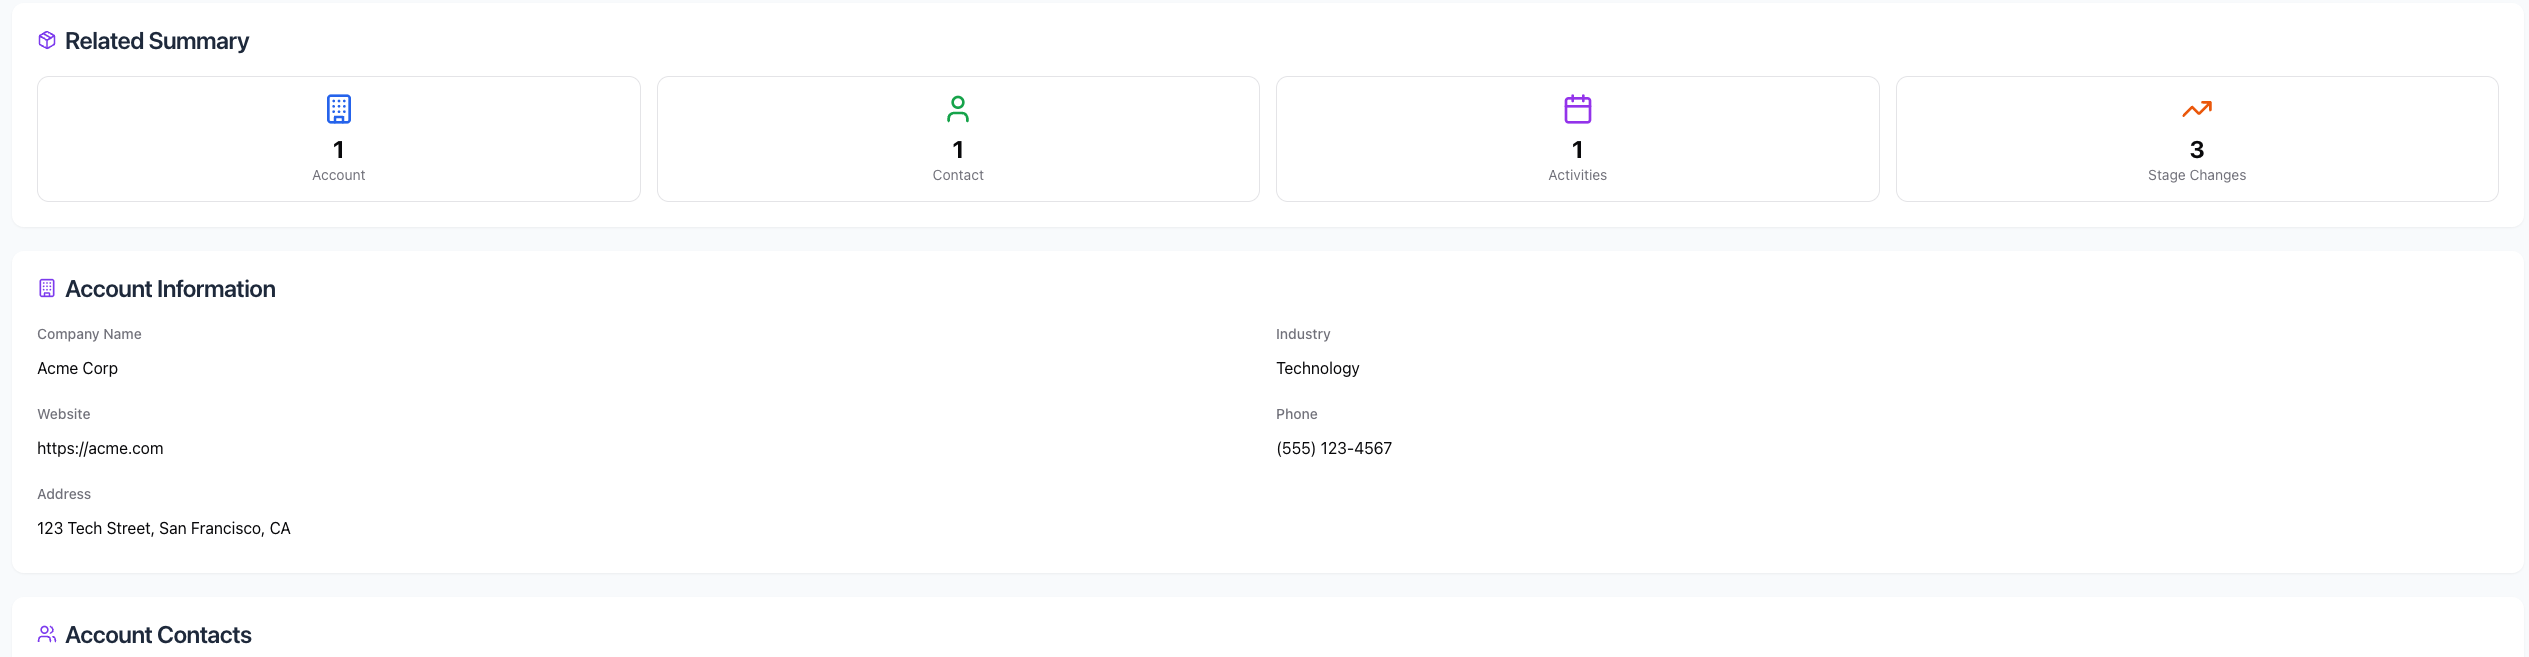 Related Summary
1
Account
1
Contact
1
Activities
3
Stage Changes
Account Information
Company Name
Acme Corp
Industry
Technology
Website
https://acme.com
Phone
(555) 123-4567
Address
123 Tech Street, San Francisco, CA
Account Contacts